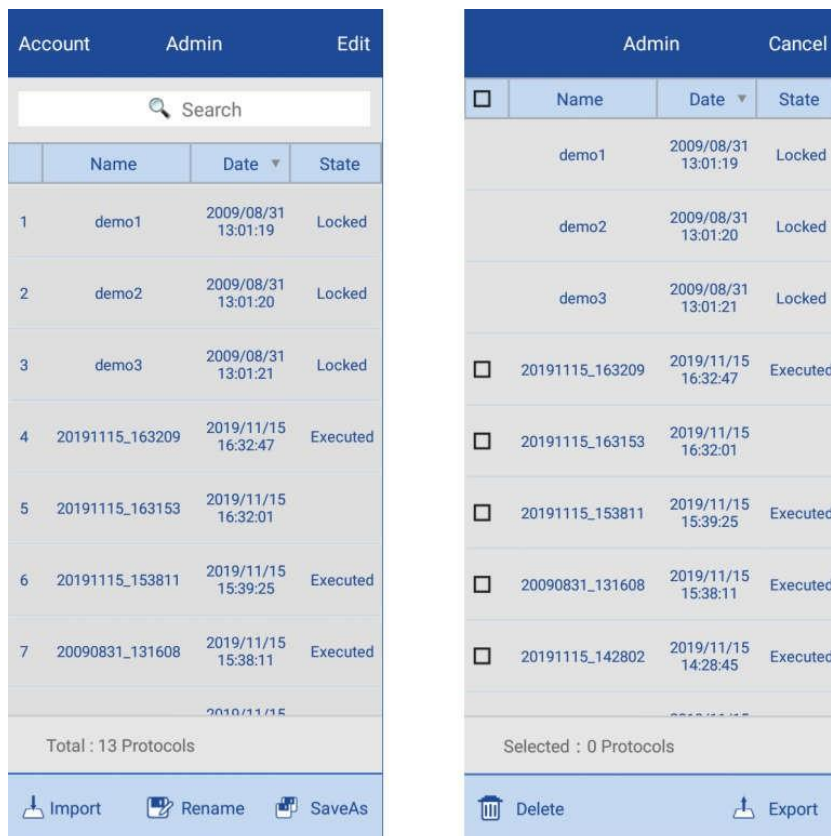 Account Admin Edit
Search
Name Date State
1 demo1 2009/08/31 13:01:19 Locked
2 demo2 2009/08/31 13:01:20 Locked
3 demo3 2009/08/31 13:01:21 Locked
4 20191115_163209 2019/11/15 16:32:47 Executed
5 20191115_163153 2019/11/15 16:32:01
6 20191115_153811 2019/11/15 15:39:25 Executed
7 20090831_131608 2019/11/15 15:38:11 Executed
2019/11/15
Total : 13 Protocols
Import Rename SaveAs
Admin Cancel
Name Date State
demo1 2009/08/31 13:01:19 Locked
demo2 2009/08/31 13:01:20 Locked
demo3 2009/08/31 13:01:21 Locked
20191115_163209 2019/11/15 16:32:47 Executed
20191115_163153 2019/11/15 16:32:01
20191115_153811 2019/11/15 15:39:25 Executed
20090831_131608 2019/11/15 15:38:11 Executed
20191115_142802 2019/11/15 14:28:45 Executed
Selected : 0 Protocols
Delete Export